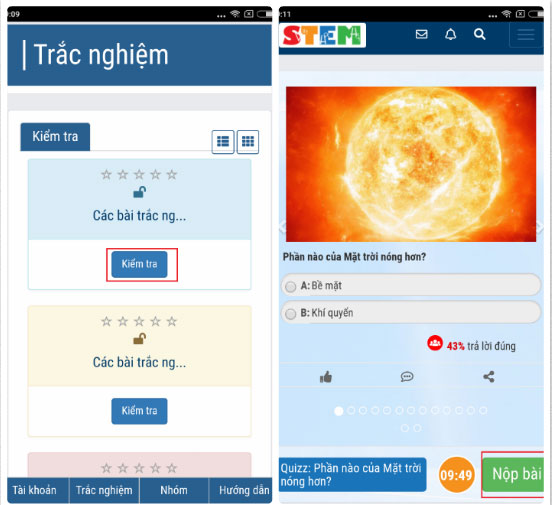 :09
Trắc nghiệm
Kiểm tra
Các bài trắc ng...
Kiểm tra
Các bài trắc ng...
Kiểm tra
Tài khoản
Trắc nghiệm
Nhóm
Hướng dẫn
:11
STEM
Phần nào của Mặt trời nóng hơn?
A: Bề mặt
B: Khí quyển
43% trả lời đúng
Quizz: Phần nào của Mặt trời
nóng hơn?
09:49
Nộp bài